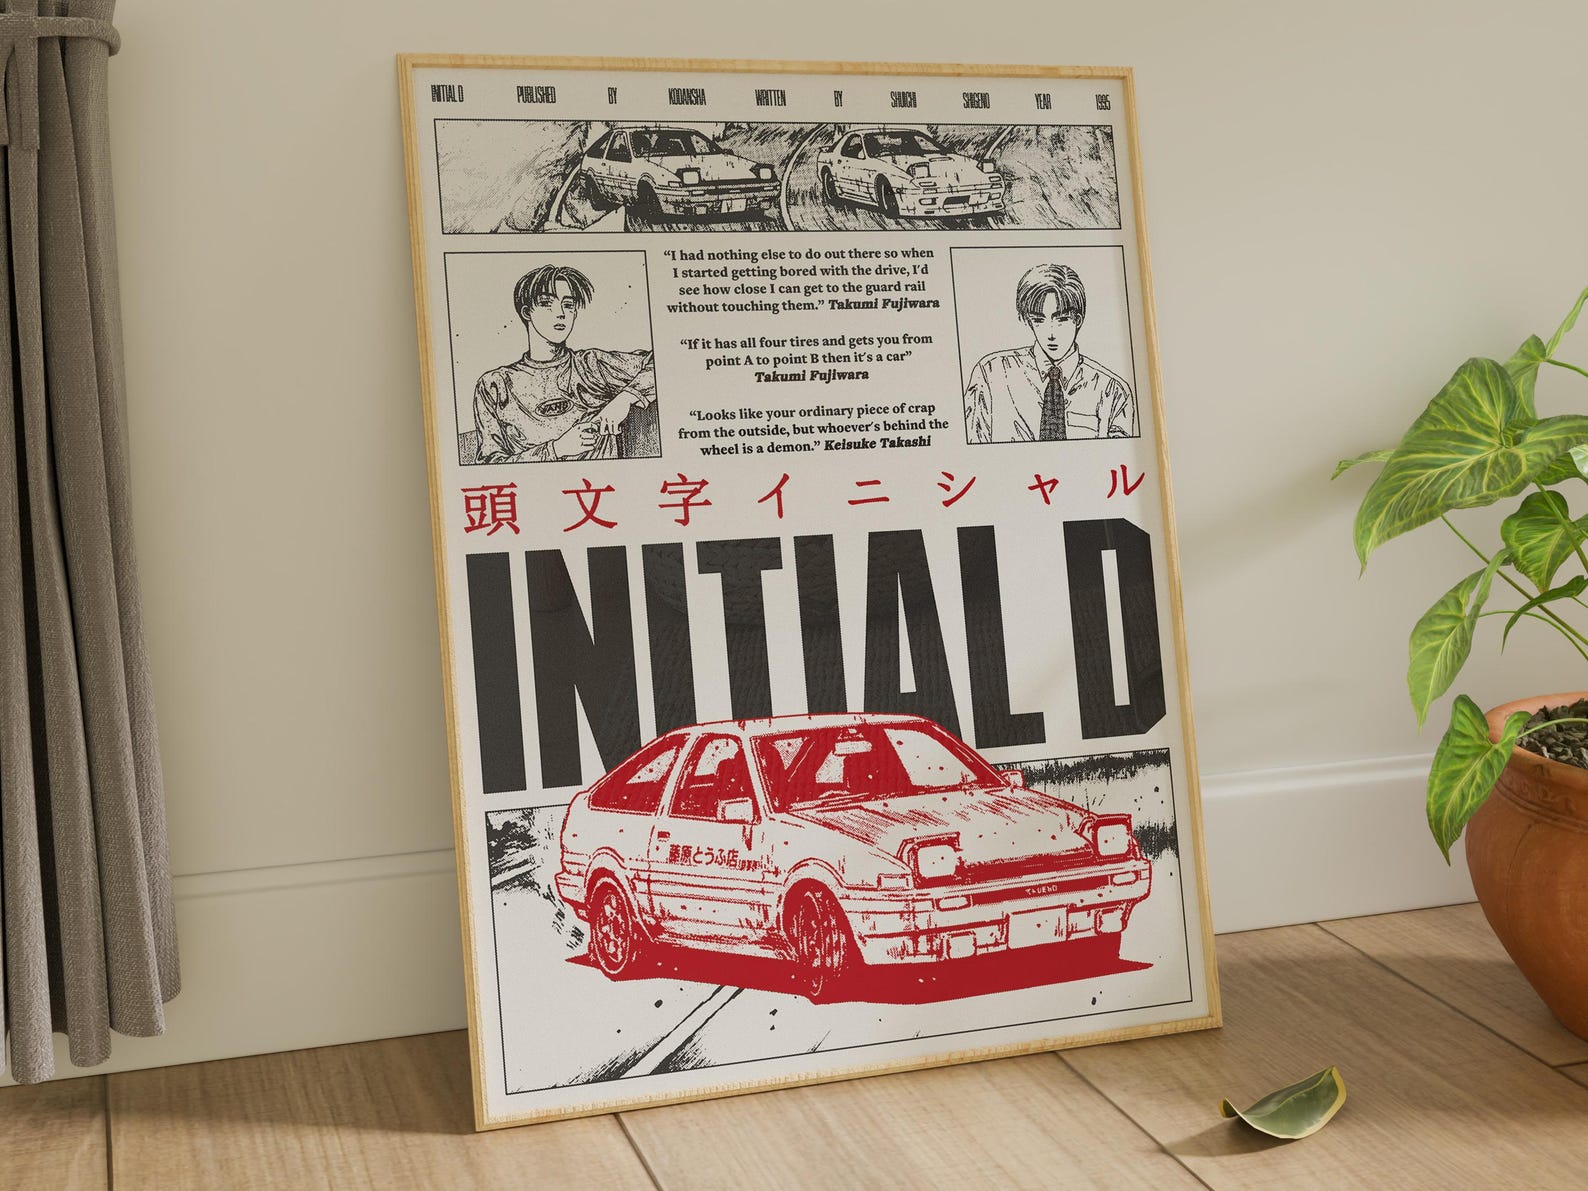 INITIAL D PUBLISHED BY KODANSHA WRITTEN BY SHUICHI SHIGENO YEAR 1995
“I had nothing else to do out there so when
I started getting bored with the drive, I'd
see how close I can get to the guard rail
without touching them.” Takumi Fujiwara
“If it has all four tires and gets you from
point A to point B then it's a car”
Takumi Fujiwara
“Looks like your ordinary piece of crap
from the outside, but whoever's behind the
wheel is a demon.” Keisuke Takashi
VANS
頭文字イニシャル
INITIAL D
藤原とうふ店
TRUENO